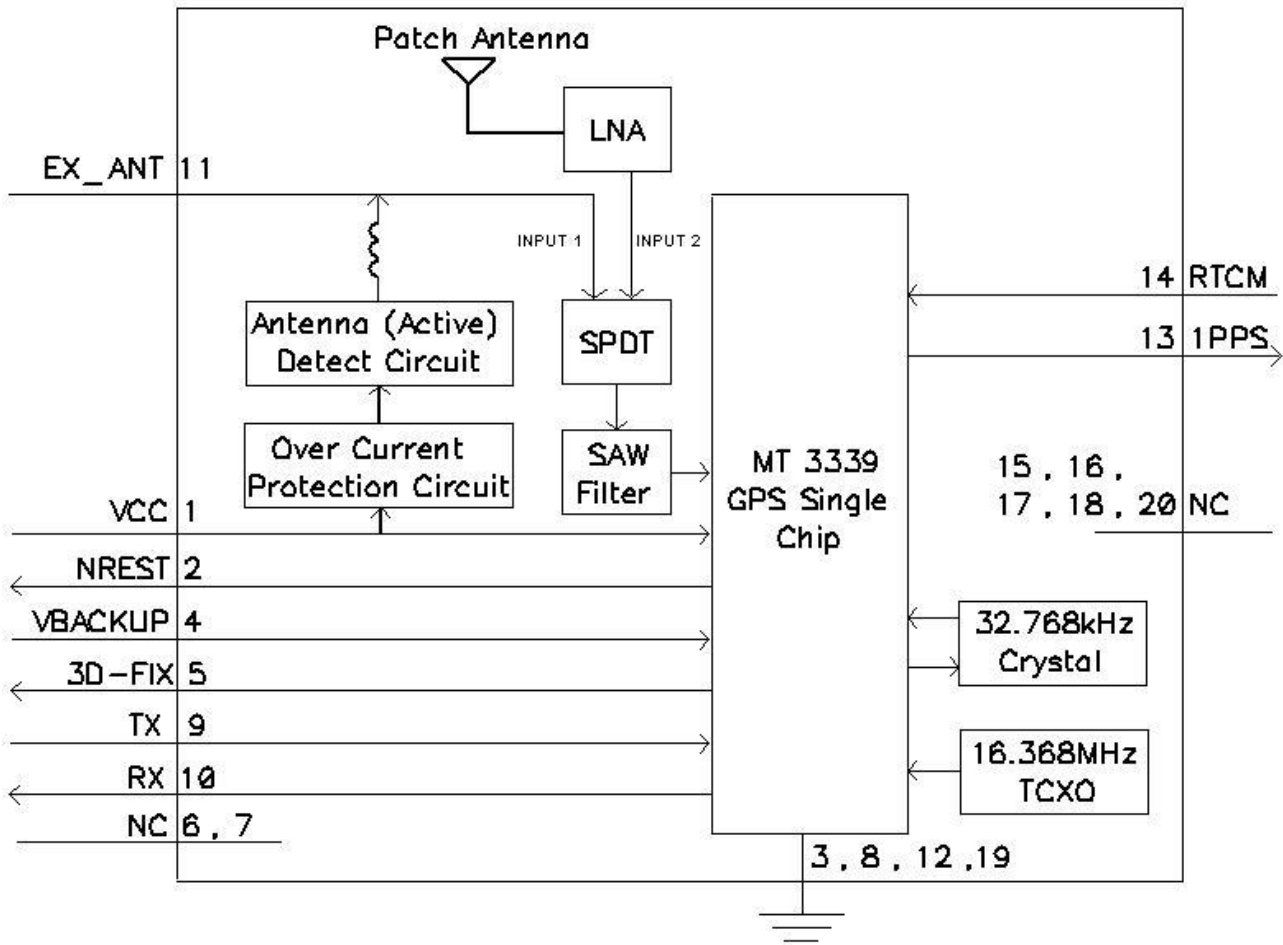 Patch Antenna
LNA
EX_ANT 11
INPUT 1
INPUT 2
14 RTCM
13 1PPS
Antenna (Active)
Detect Circuit
SPDT
Over Current
Protection Circuit
SAW
Filter
MT 3339
GPS Single
Chip
15, 16,
17, 18, 20 NC
VCC 1
NREST 2
VBACKUP 4
3D-FIX 5
TX 9
RX 10
NC 6, 7
32.768kHz
Crystal
16.368MHz
TCXO
3, 8, 12,19